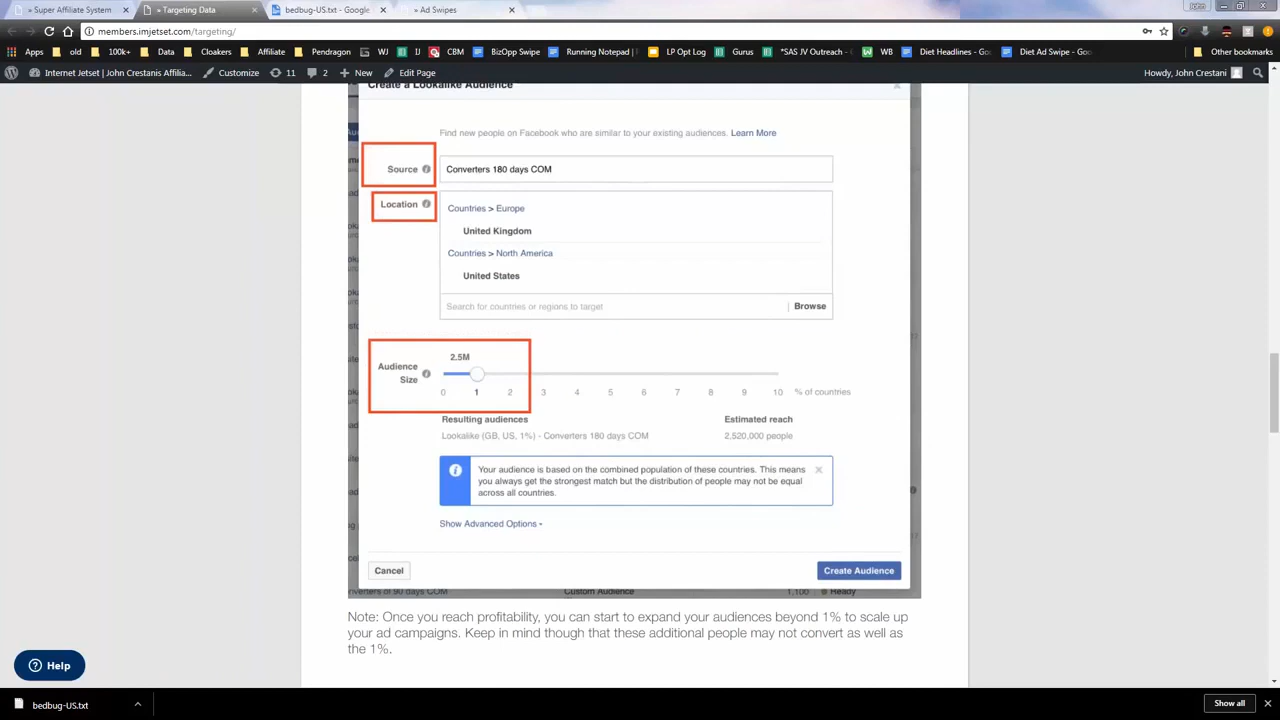 » Super Affiliate System
» Targeting Data
bedbug-US.txt - Google
» Ad Swipes
John
members.imjetset.com/targeting/
Apps
old
100k+
Data
Cloakers
Affiliate
Pendragon
WJ
IJ
CBM
BizOpp Swipe
Running Notepad
LP Opt Log
Gurus
*SAS JV Outreach - G
WB
Diet Headlines - Goo
Diet Ad Swipe - Goo
Other bookmarks
Internet Jetset | John Crestanis Affilia...
Customize
11
2
New
Edit Page
Howdy, John Crestani
Create a Lookalike Audience
Find new people on Facebook who are similar to your existing audiences. Learn More
Source
Converters 180 days COM
Location
Countries > Europe
United Kingdom
Countries > North America
United States
Search for countries or regions to target
Browse
2.5M
Audience
Size
0 1 2 3 4 5 6 7 8 9 10 % of countries
Resulting audiences
Estimated reach
Lookalike (GB, US, 1%) - Converters 180 days COM
2,520,000 people
Your audience is based on the combined population of these countries. This means
you always get the strongest match but the distribution of people may not be equal
across all countries.
Show Advanced Options
Cancel
Create Audience
Converters of 90 days COM
Custom Audience
1,100
Ready
Note: Once you reach profitability, you can start to expand your audiences beyond 1% to scale up
your ad campaigns. Keep in mind though that these additional people may not convert as well as
the 1%.
Help
bedbug-US.txt
Show all